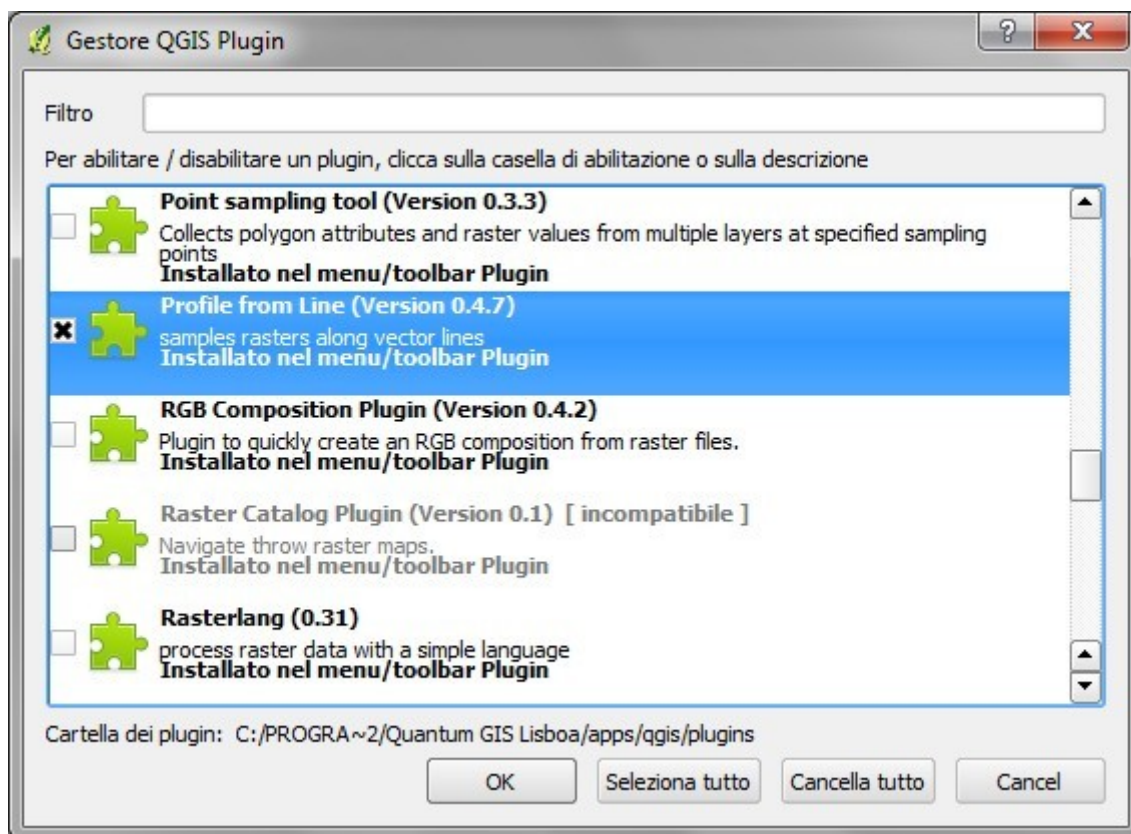 Gestore QGIS Plugin
Filtro
Per abilitare / disabilitare un plugin, clicca sulla casella di abilitazione o sulla descrizione
Point sampling tool (Version 0.3.3)
Collects polygon attributes and raster values from multiple layers at specified sampling
points
Installato nel menu/toolbar Plugin
Profile from Line (Version 0.4.7)
samples rasters along vector lines
Installato nel menu/toolbar Plugin
RGB Composition Plugin (Version 0.4.2)
Plugin to quickly create an RGB composition from raster files.
Installato nel menu/toolbar Plugin
Raster Catalog Plugin (Version 0.1) [ incompatibile ]
Navigate throw raster maps.
Installato nel menu/toolbar Plugin
Rasterlang (0.31)
process raster data with a simple language
Installato nel menu/toolbar Plugin
Cartella dei plugin: C:/PROGRA~2/Quantum GIS Lisboa/apps/qgis/plugins
OK Seleziona tutto Cancella tutto Cancel